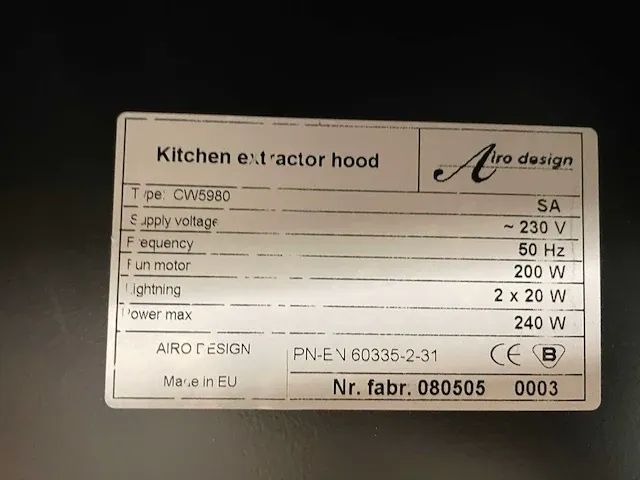 Kitchen extractor hood
Airo design
Type: CW5980 SA
Supply voltage ~ 230 V
Frequency 50 Hz
Fun motor 200 W
Lightning 2 x 20 W
Power max 240 W
AIRO DESIGN PN-EN 60335-2-31 CE B
Made in EU Nr. fabr. 080505 0003